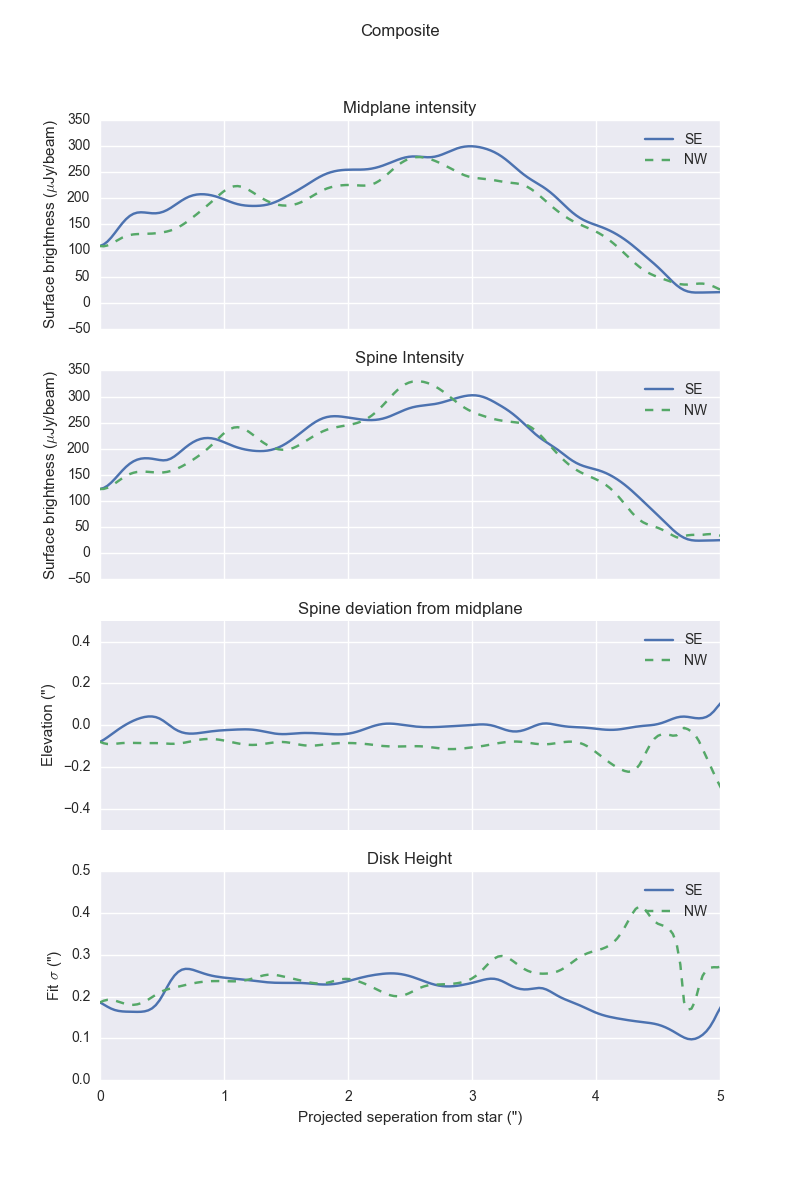 Composite
Midplane intensity
350
300
250
200
150
100
50
0
−50
Surface brightness (μJy/beam)
SE
NW
Spine Intensity
350
300
250
200
150
100
50
0
−50
Surface brightness (μJy/beam)
SE
NW
Spine deviation from midplane
0.4
0.2
0.0
−0.2
−0.4
Elevation (")
SE
NW
Disk Height
0.5
0.4
0.3
0.2
0.1
0.0
Fit σ (")
SE
NW
0 1 2 3 4 5
Projected seperation from star (")